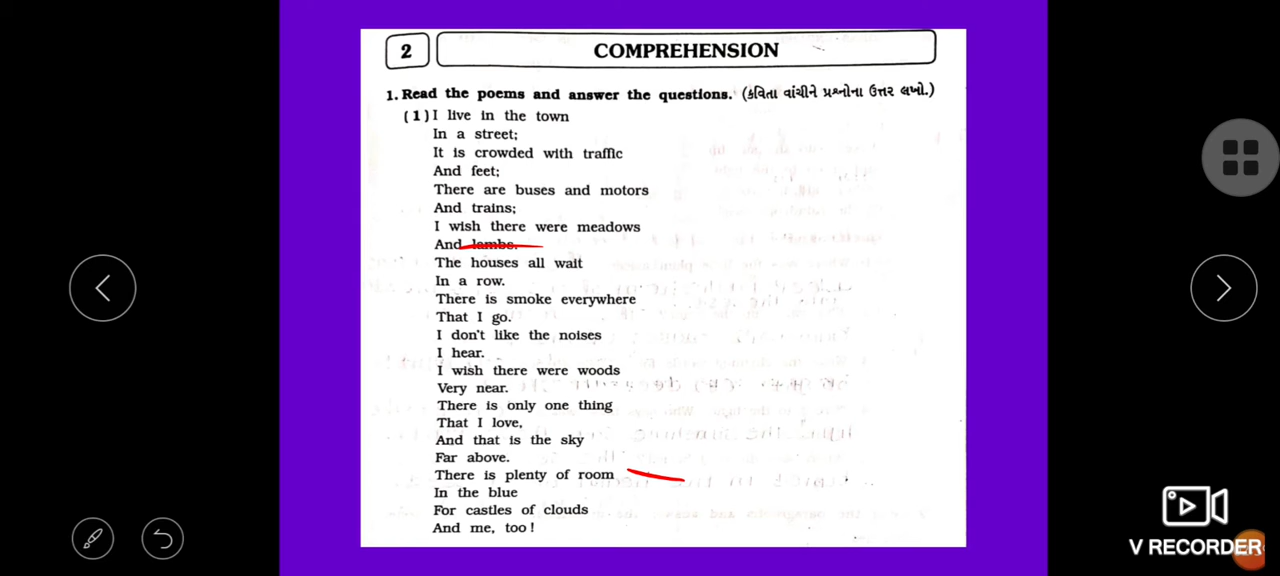 2
COMPREHENSION
1. Read the poems and answer the questions. (કવિતા વાંચીને પ્રશ્નોના ઉત્તર લખો.)
(1) I live in the town
In a street;
It is crowded with traffic
And feet;
There are buses and motors
And trains;
I wish there were meadows
And lambs.
The houses all wait
In a row.
There is smoke everywhere
That I go.
I don't like the noises
I hear.
I wish there were woods
Very near.
There is only one thing
That I love,
And that is the sky
Far above.
There is plenty of room
In the blue
For castles of clouds
And me, too!
V RECORDER